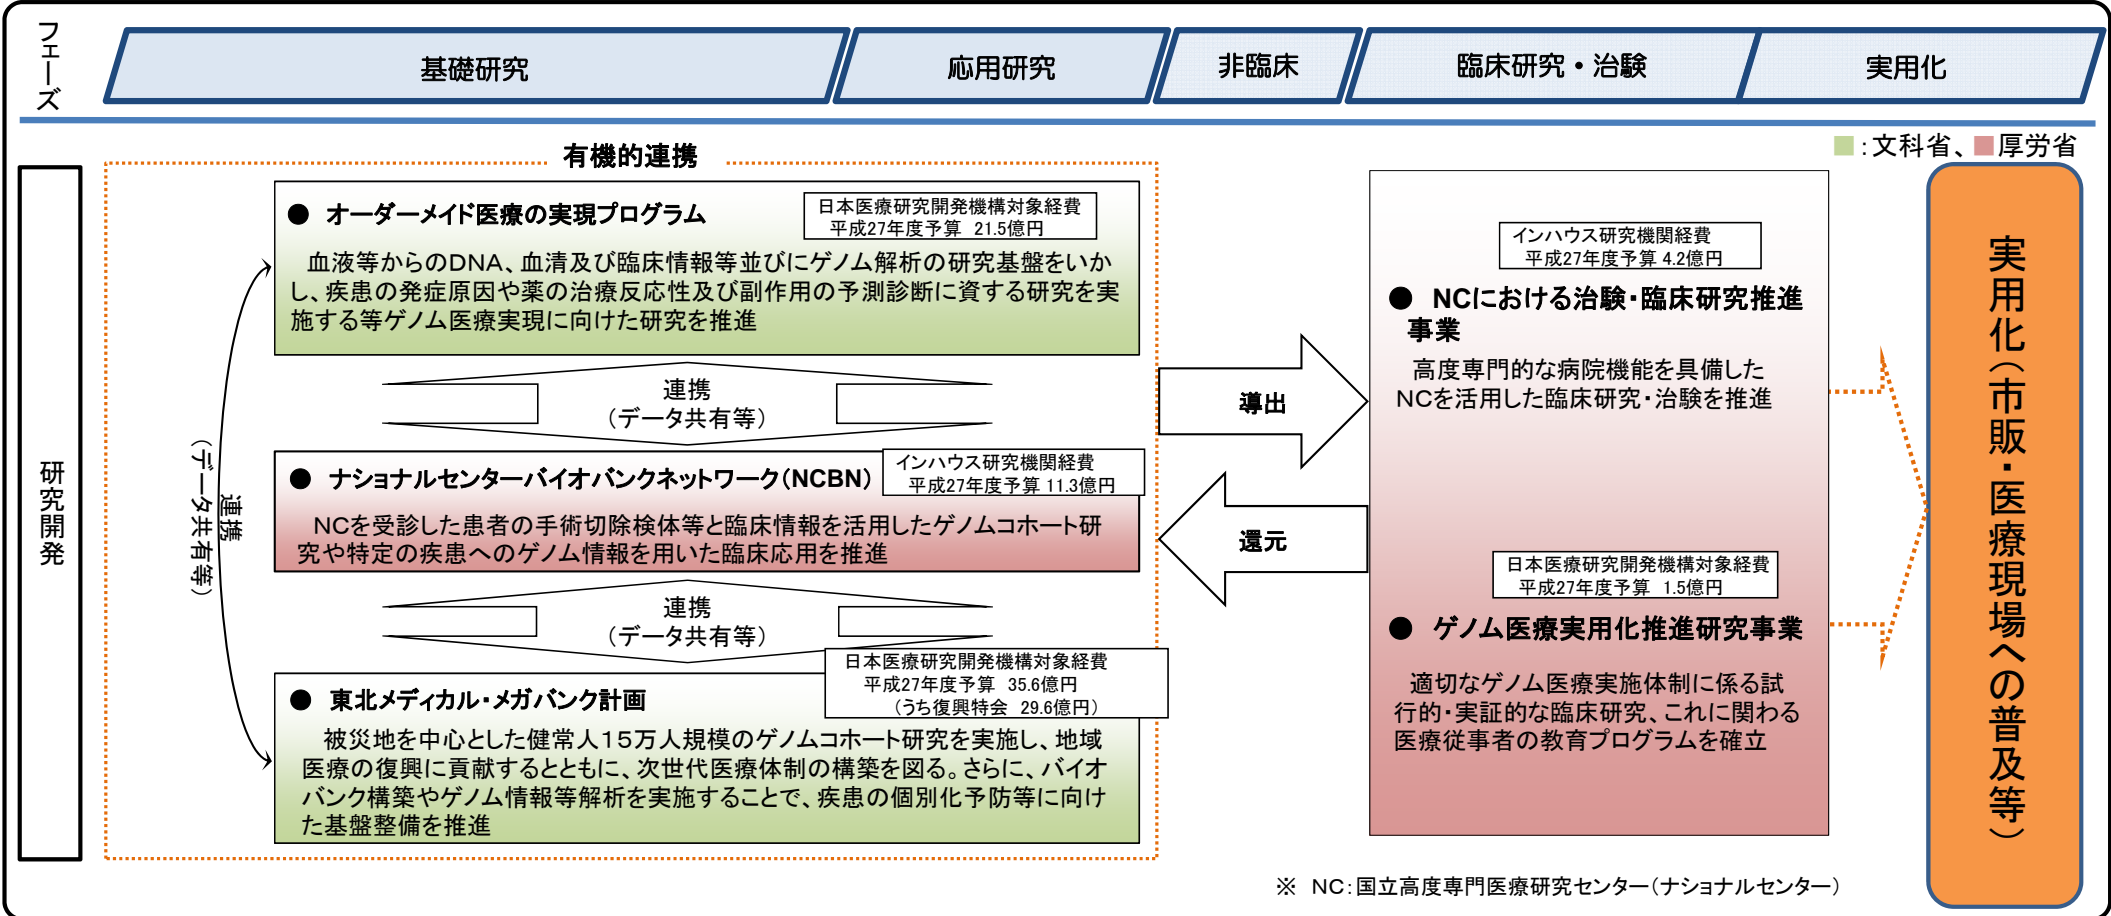 フェーズ
基礎研究
応用研究
非臨床
臨床研究・治験
実用化
■:文科省、■厚労省
研究開発
有機的連携
● オーダーメイド医療の実現プログラム
日本医療研究開発機構対象経費
平成27年度予算 21.5億円
血液等からのDNA、血清及び臨床情報等並びにゲノム解析の研究基盤をいか
し、疾患の発症原因や薬の治療反応性及び副作用の予測診断に資する研究を実
施する等ゲノム医療実現に向けた研究を推進
連携
(データ共有等)
連携
(データ共有等)
● ナショナルセンターバイオバンクネットワーク(NCBN)
インハウス研究機関経費
平成27年度予算 11.3億円
NCを受診した患者の手術切除検体等と臨床情報を活用したゲノムコホート研
究や特定の疾患へのゲノム情報を用いた臨床応用を推進
連携
(データ共有等)
● 東北メディカル・メガバンク計画
日本医療研究開発機構対象経費
平成27年度予算 35.6億円
(うち復興特会 29.6億円)
被災地を中心とした健常人15万人規模のゲノムコホート研究を実施し、地域
医療の復興に貢献するとともに、次世代医療体制の構築を図る。さらに、バイオ
バンク構築やゲノム情報等解析を実施することで、疾患の個別化予防等に向け
た基盤整備を推進
導出
還元
インハウス研究機関経費
平成27年度予算 4.2億円
● NCにおける治験・臨床研究推進
事業
高度専門的な病院機能を具備した
NCを活用した臨床研究・治験を推進
日本医療研究開発機構対象経費
平成27年度予算 1.5億円
● ゲノム医療実用化推進研究事業
適切なゲノム医療実施体制に係る試
行的・実証的な臨床研究、これに関わる
医療従事者の教育プログラムを確立
実用化(市販・医療現場への普及等)
※ NC:国立高度専門医療研究センター(ナショナルセンター)